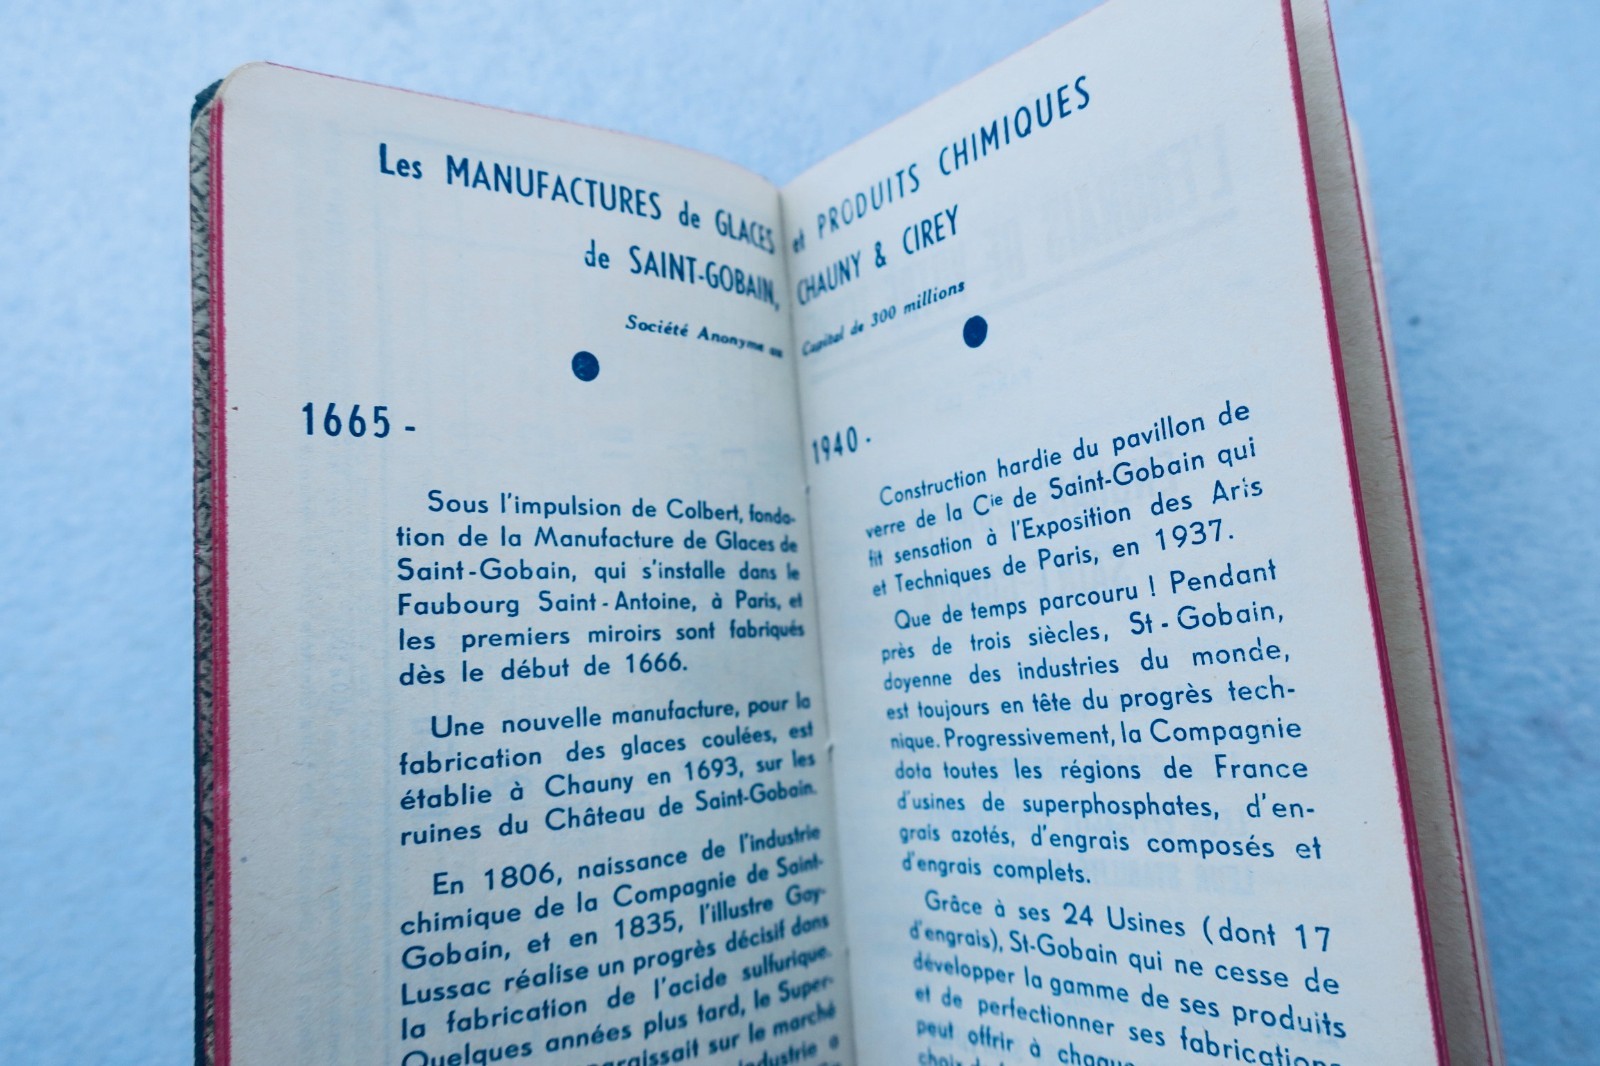 Les MANUFACTURES de GLACES et PRODUITS CHIMIQUES
de SAINT-GOBAIN, CHAUNY & CIREY
Société Anonyme au Capital de 300 millions
1665 -
Sous l'impulsion de Colbert, fonda-
tion de la Manufacture de Glaces de
Saint-Gobain, qui s'installe dans le
Faubourg Saint-Antoine, à Paris, et
les premiers miroirs sont fabriqués
dès le début de 1666.
Une nouvelle manufacture, pour la
fabrication des glaces coulées, est
établie à Chauny en 1693, sur les
ruines du Château de Saint-Gobain.
En 1806, naissance de l'industrie
chimique de la Compagnie de Saint-
Gobain, et en 1835, l'illustre Gay-
Lussac réalise un progrès décisif dans
la fabrication de l'acide sulfurique.
Quelques années plus tard, le Super-
sur le marché
industrie
1940 -
Construction hardie du pavillon de
verre de la Cie de Saint-Gobain qui
fit sensation à l'Exposition des Arts
et Techniques de Paris, en 1937.
Que de temps parcouru ! Pendant
près de trois siècles, St-Gobain,
doyenne des industries du monde,
est toujours en tête du progrès tech-
nique. Progressivement, la Compagnie
dota toutes les régions de France
d'usines de superphosphates, d'en-
grais azotés, d'engrais composés et
d'engrais complets.
Grâce à ses 24 Usines (dont 17
d'engrais), St-Gobain qui ne cesse de
développer la gamme de ses produits
et de perfectionner ses fabrications
peut offrir à